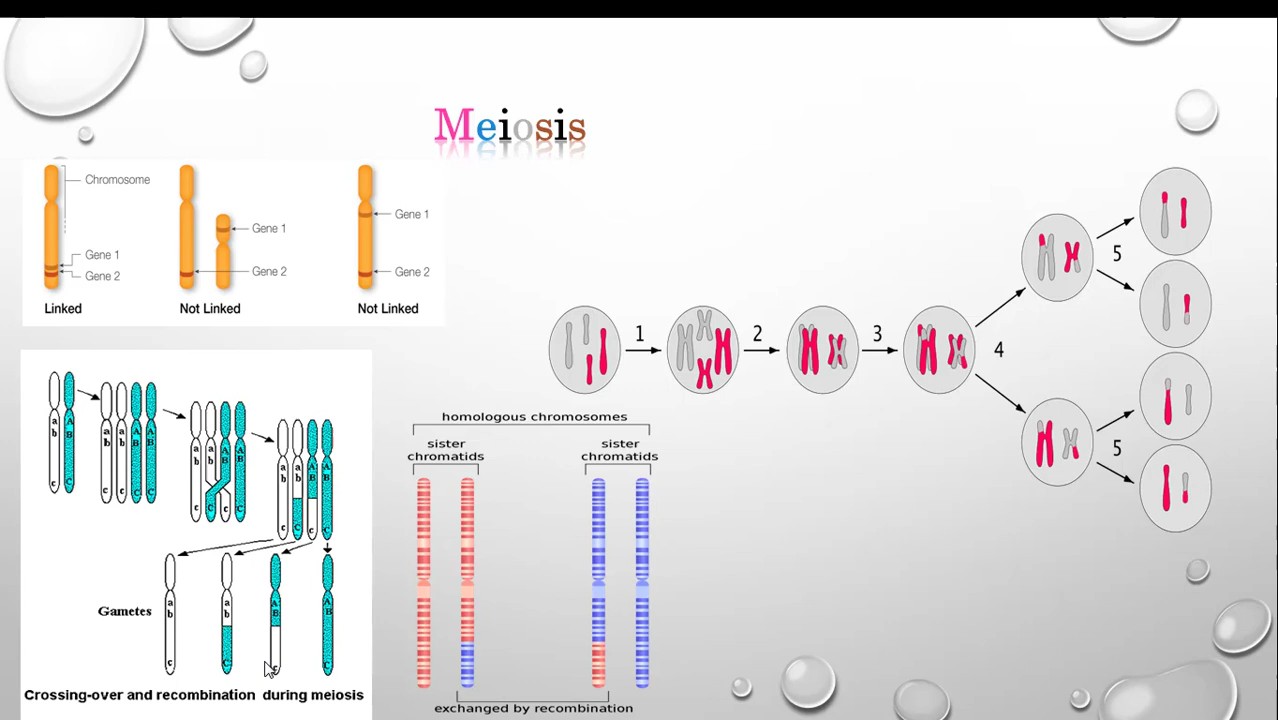 Meiosis
Chromosome
Gene 1
Gene 2
Linked
Gene 1
Gene 2
Not Linked
Gene 1
Gene 2
Not Linked
1
2
3
4
5
5
a b
A B
c
C
a b
a b
A B
A B
c
c
C
C
a b
a b
A B
A B
c
C
c
C
a b
a b
A B
A B
c
C
c
C
Gametes
a b
a b
A B
A B
c
C
c
C
Crossing-over and recombination during meiosis
homologous chromosomes
sister chromatids
sister chromatids
exchanged by recombination